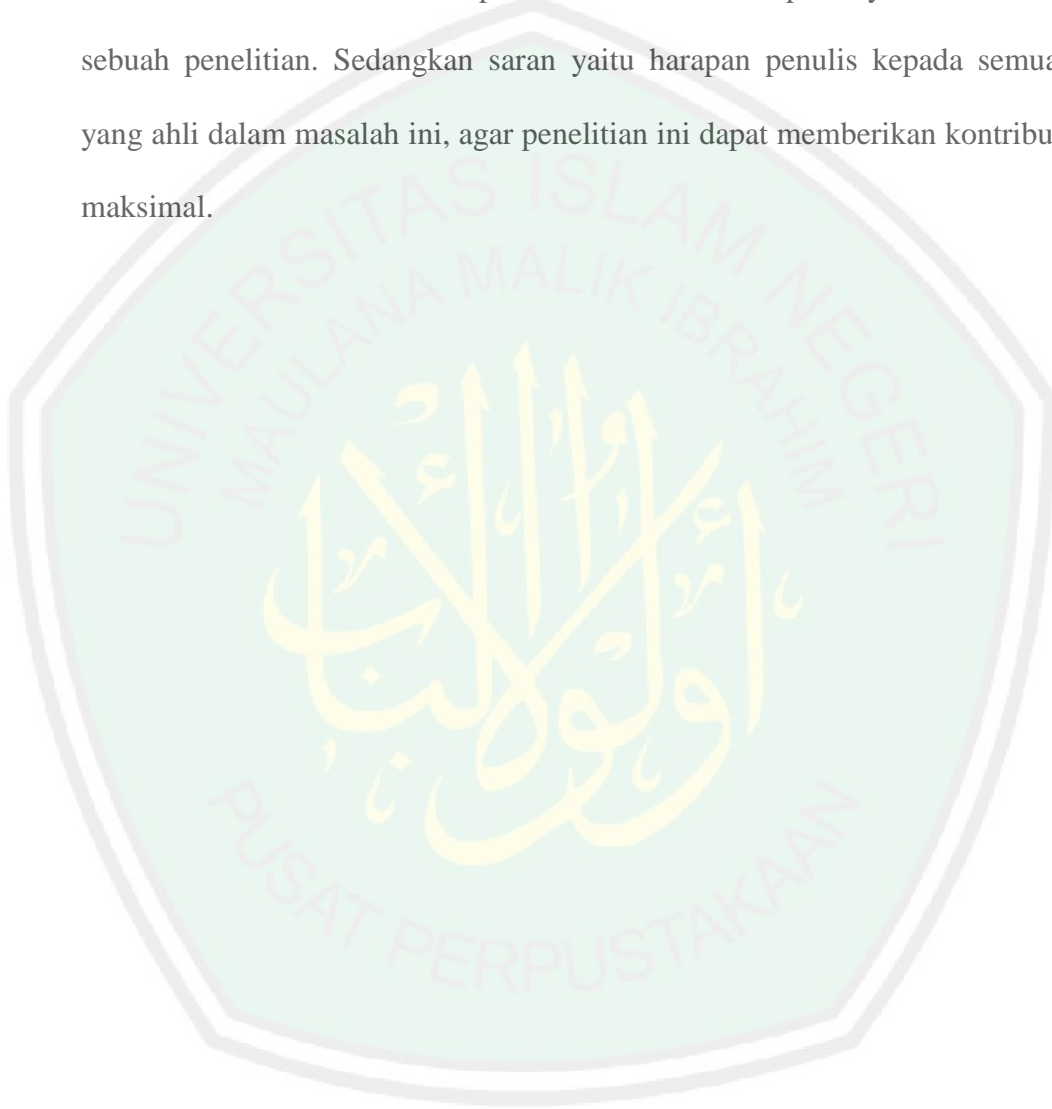 sebuah penelitian. Sedangkan saran yaitu harapan penulis kepada semua
yang ahli dalam masalah ini, agar penelitian ini dapat memberikan
maksimal.
UNIVERSITAS ISLAM NEGERI
MAULANA MALIK IBRAHIM
PUSAT PERPUSTAKAAN